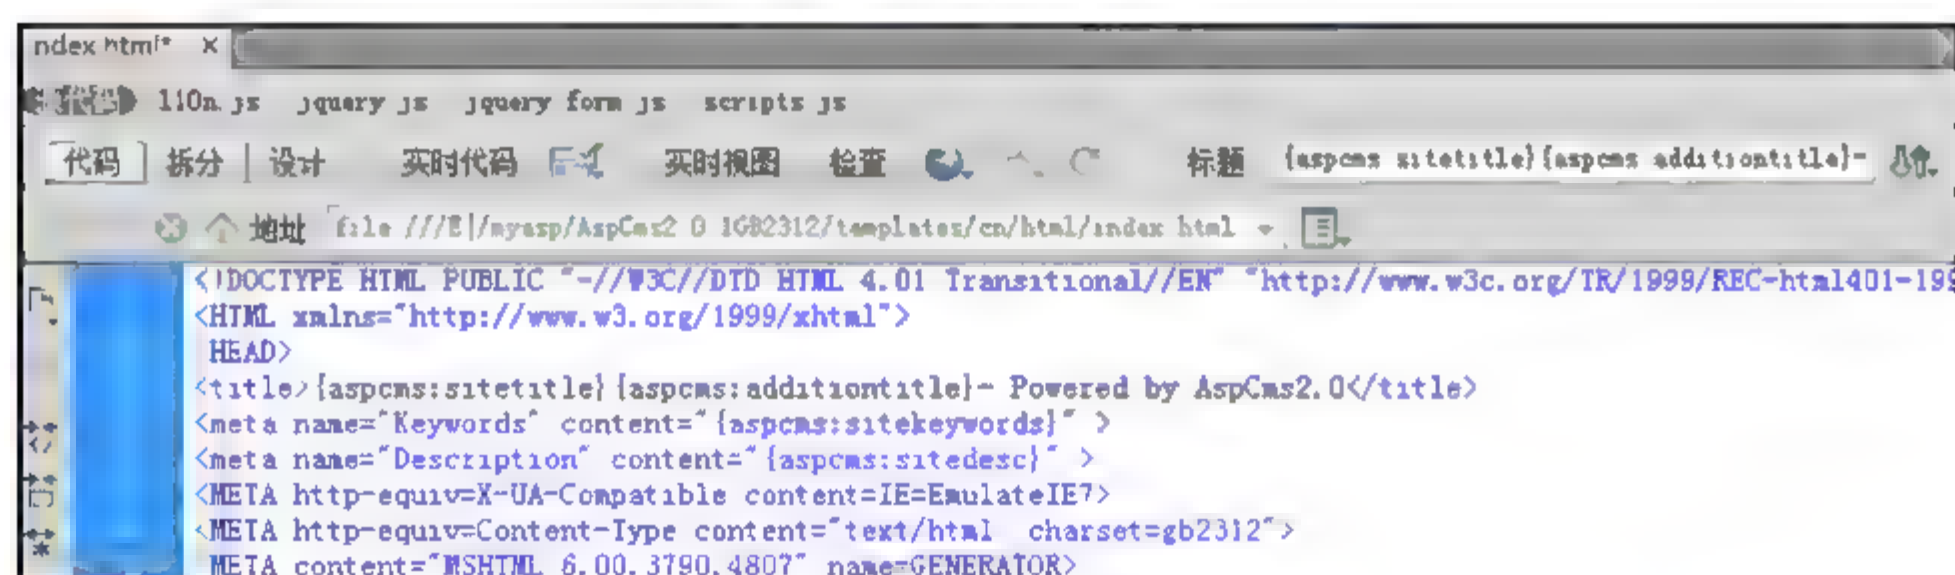 ndex html* ×
源代码 l10n.js jquery js jquery form js scripts js
代码 拆分 设计 实时代码 实时视图 检查 标题 {aspcms sitetitle}{aspcms additiontitle}-
地址 file ///E|/myasp/AspCms2 0 1GB2312/templates/cn/html/index html
<!DOCTYPE HTML PUBLIC "-//W3C//DTD HTML 4.01 Transitional//EN" "http://www.w3c.org/TR/1999/REC-html401-199
<HTML xmlns="http://www.w3.org/1999/xhtml">
HEAD>
<title>{aspcms:sitetitle}{aspcms:additiontitle}- Powered by AspCms2.0</title>
<meta name="Keywords" content="{aspcms:sitekeywords}" >
<meta name="Description" content="{aspcms:sitedesc}" >
<META http-equiv=X-UA-Compatible content=IE=EmulateIE7>
<META http-equiv=Content-Type content="text/html charset=gb2312">
META content="MSHTML 6.00.3790.4807" name=GENERATOR>